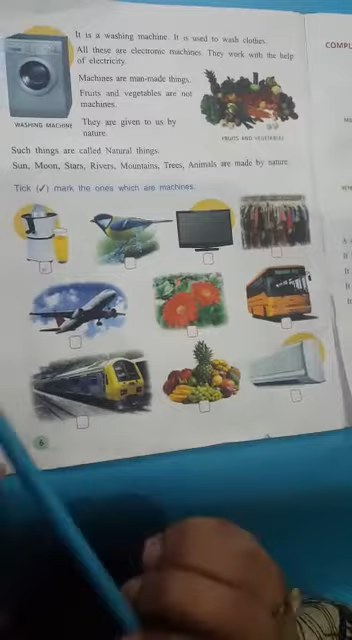 It is a washing machine. It is used to wash clothes.
All these are electronic machines. They work with the help
of electricity.
Machines are man-made things.
Fruits and vegetables are not
machines.
They are given to us by
nature.
WASHING MACHINE
FRUITS AND VEGETABLES
Such things are called Natural things.
Sun, Moon, Stars, Rivers, Mountains, Trees, Animals are made by nature.
Tick (✓) mark the ones which are machines.
6